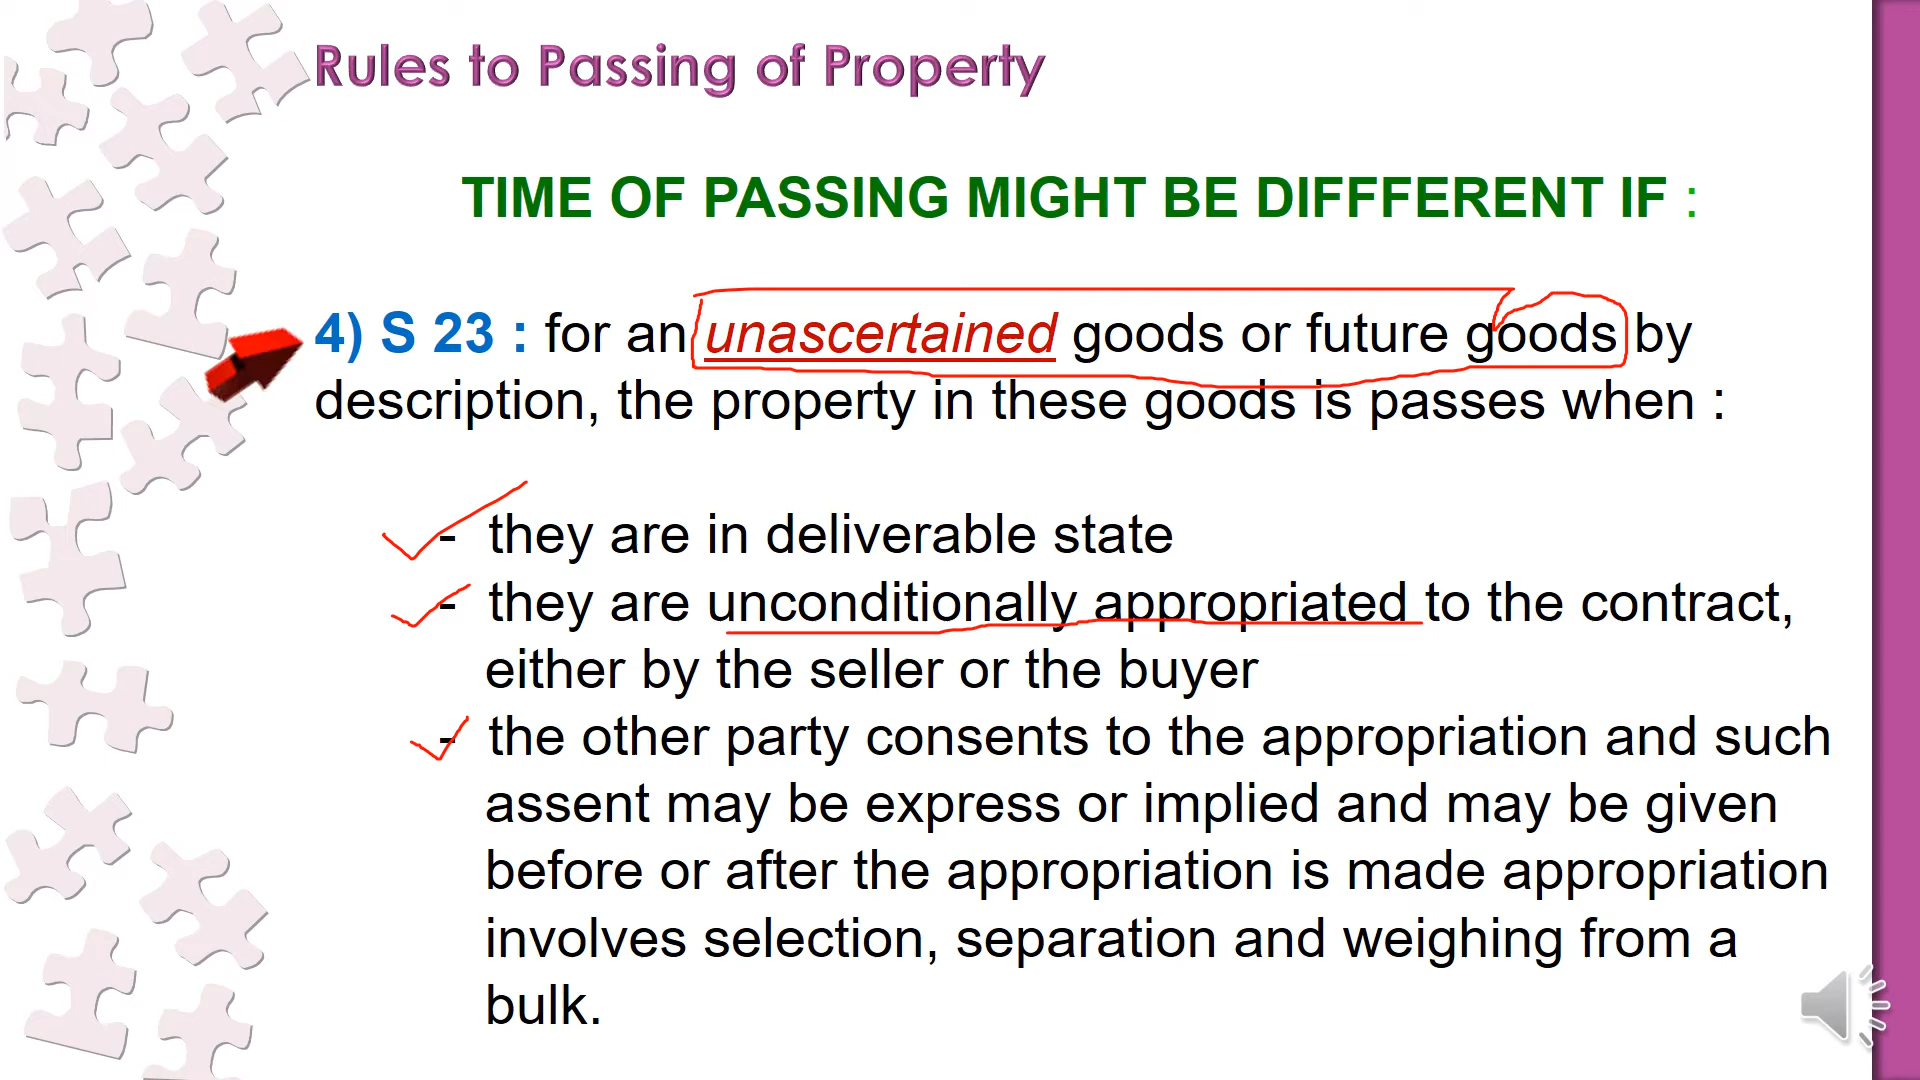 Rules to Passing of Property
TIME OF PASSING MIGHT BE DIFFFERENT IF :
4) S 23 : for an unascertained goods or future goods by
description, the property in these goods is passes when :
- they are in deliverable state
- they are unconditionally appropriated to the contract,
either by the seller or the buyer
- the other party consents to the appropriation and such
assent may be express or implied and may be given
before or after the appropriation is made appropriation
involves selection, separation and weighing from a
bulk.